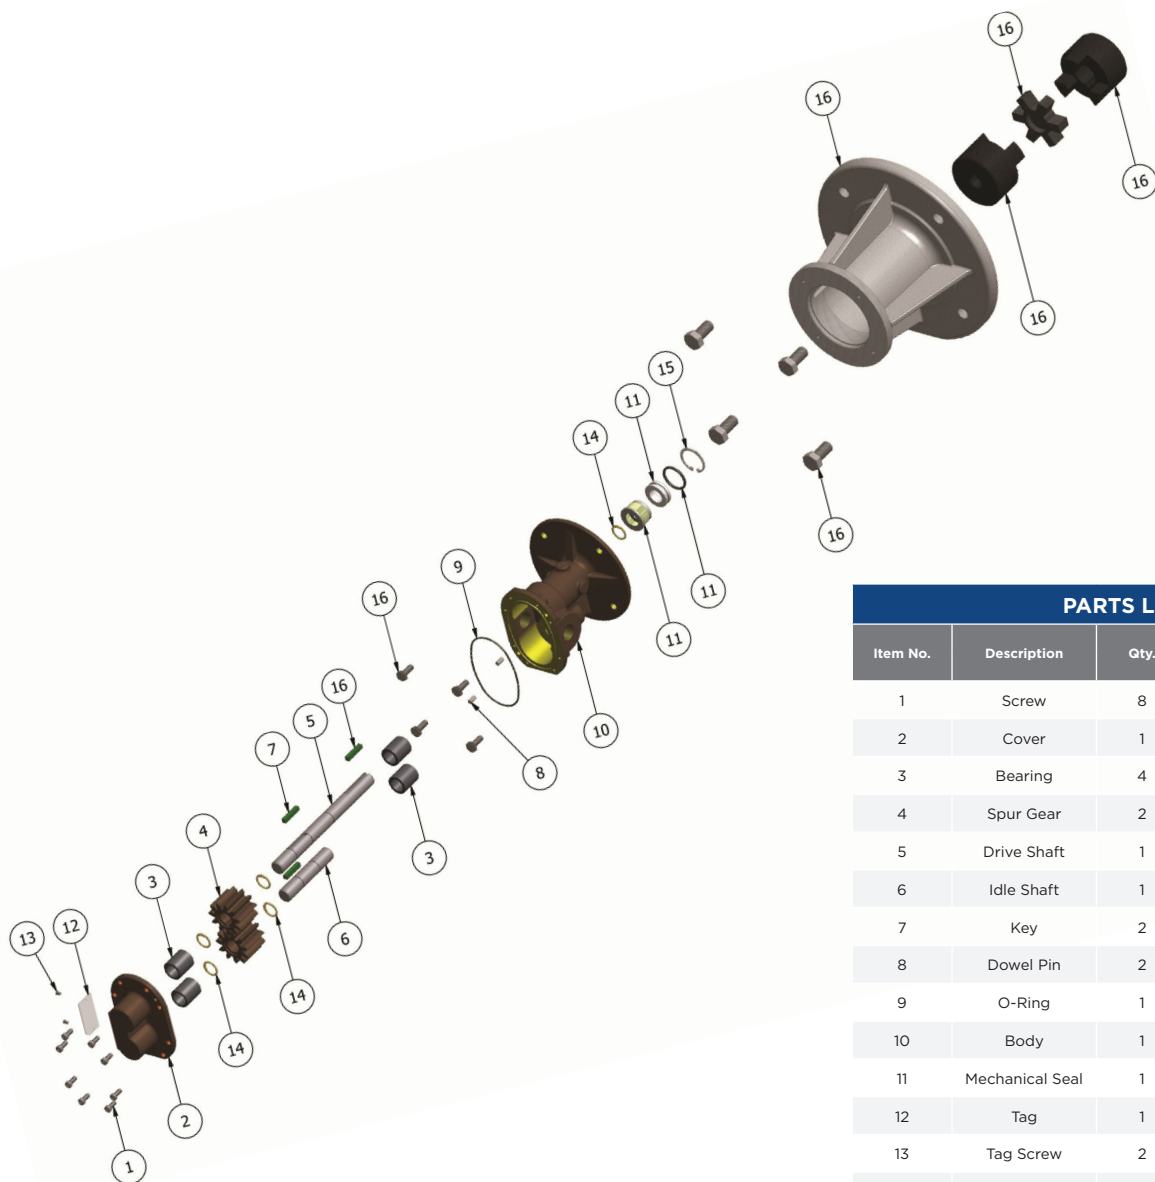 16
16
16
16
16
15
11
14
16
11
11
9
16
10
8
16
5
7
3
4
6
3
12
13
14
14
2
1
PARTS L
Item No. Description Qty.
1 Screw 8
2 Cover 1
3 Bearing 4
4 Spur Gear 2
5 Drive Shaft 1
6 Idle Shaft 1
7 Key 2
8 Dowel Pin 2
9 O-Ring 1
10 Body 1
11 Mechanical Seal 1
12 Tag 1
13 Tag Screw 2